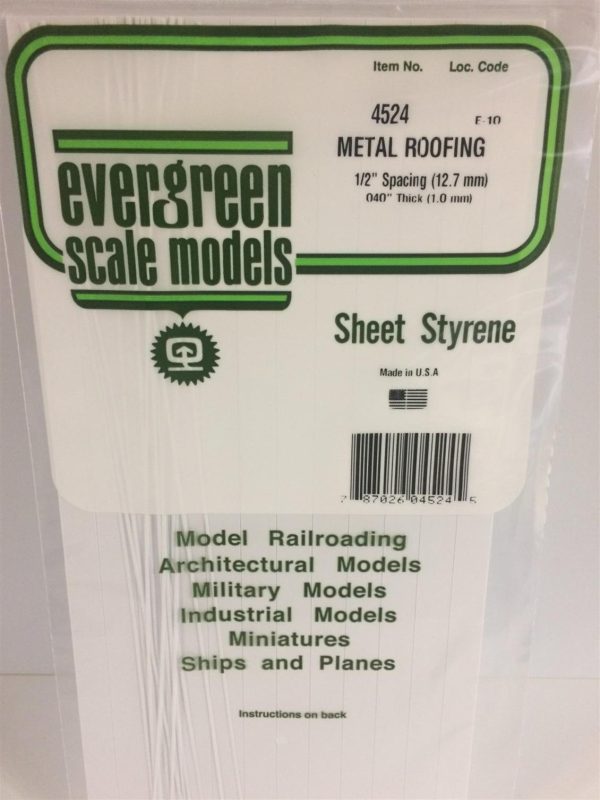 Item No. Loc. Code
4524 E-10
METAL ROOFING
1/2" Spacing (12.7 mm)
040" Thick (1.0 mm)
evergreen
scale models
Sheet Styrene
Made in U.S.A
7 87026 04524 5
Model Railroading
Architectural Models
Military Models
Industrial Models
Miniatures
Ships and Planes
Instructions on back